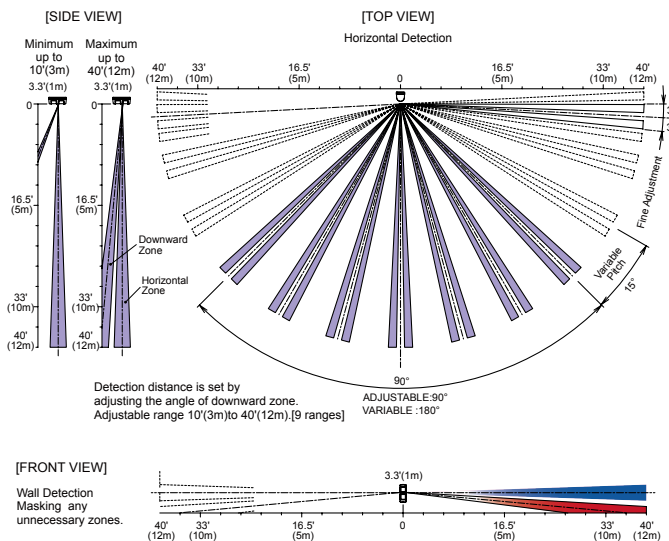 [SIDE VIEW]
[TOP VIEW]
Minimum
up to
10'(3m)
3.3'(1m)
Maximum
up to
40'(12m)
3.3'(1m)
Horizontal Detection
40'
(12m)
33'
(10m)
16.5'
(5m)
0
16.5'
(5m)
33'
(10m)
40'
(12m)
0
16.5'
(5m)
33'
(10m)
40'
(12m)
0
16.5'
(5m)
33'
(10m)
40'
(12m)
Downward
Zone
Horizontal
Zone
Fine Adjustment
Variable
Pitch
15°
90°
ADJUSTABLE:90°
VARIABLE :180°
Detection distance is set by
adjusting the angle of downward zone.
Adjustable range 10'(3m)to 40'(12m).[9 ranges]
[FRONT VIEW]
Wall Detection
Masking any
unnecessary zones.
3.3'(1m)
40'
(12m)
33'
(10m)
16.5'
(5m)
0
16.5'
(5m)
33'
(10m)
40'
(12m)